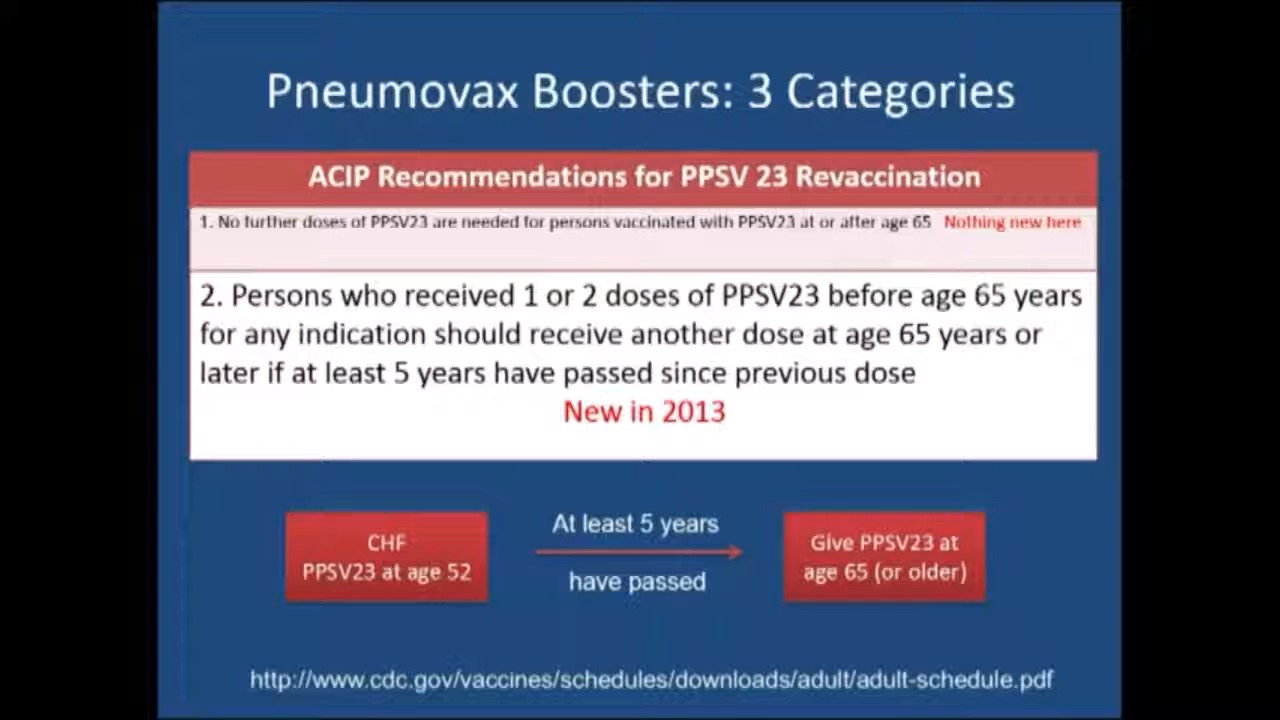 Pneumovax Boosters: 3 Categories
ACIP Recommendations for PPSV 23 Revaccination
1. No further doses of PPSV23 are needed for persons vaccinated with PPSV23 at or after age 65 Nothing new here
2. Persons who received 1 or 2 doses of PPSV23 before age 65 years
for any indication should receive another dose at age 65 years or
later if at least 5 years have passed since previous dose
New in 2013
CHF
PPSV23 at age 52
At least 5 years
have passed
Give PPSV23 at
age 65 (or older)
http://www.cdc.gov/vaccines/schedules/downloads/adult/adult-schedule.pdf